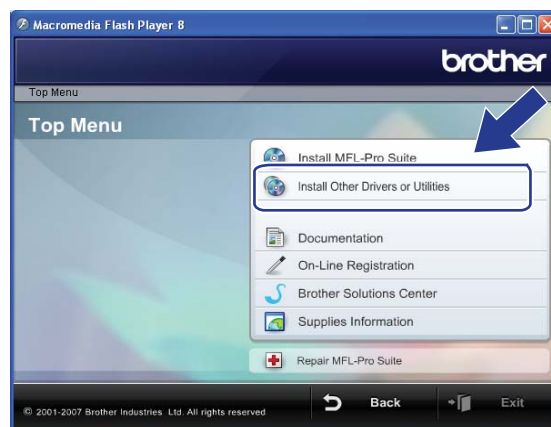 Macromedia Flash Player 8
brother
Top Menu
Top Menu
Install MFL-Pro Suite
Install Other Drivers or Utilities
Documentation
On-Line Registration
Brother Solutions Center
Supplies Information
Repair MFL-Pro Suite
© 2001-2007 Brother Industries Ltd. All rights reserved
Back
Exit